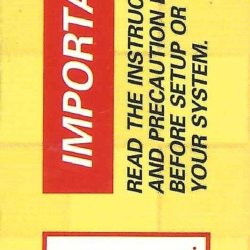 IMPORTA
READ THE INSTRUC
AND PRECAUTION
BEFORE SETUP OR
YOUR SYSTEM.